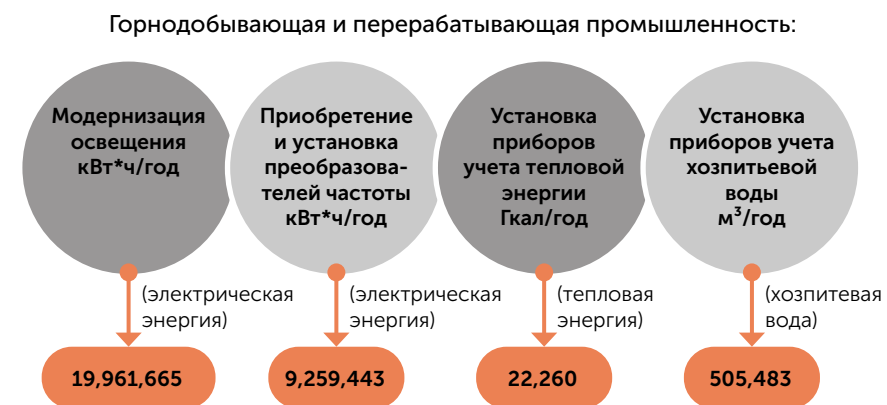 Горнодобывающая и перерабатывающая промышленность:
Модернизация
освещения
кВт*ч/год
Приобретение
и установка
преобразова-
телей частоты
кВт*ч/год
Установка
приборов
учета тепловой
энергии
Гкал/год
Установка
приборов учета
хозпитьевой
воды
м³/год
(электрическая
энергия)
(электрическая
энергия)
(тепловая
энергия)
(хозпитевая
вода)
19,961,665
9,259,443
22,260
505,483